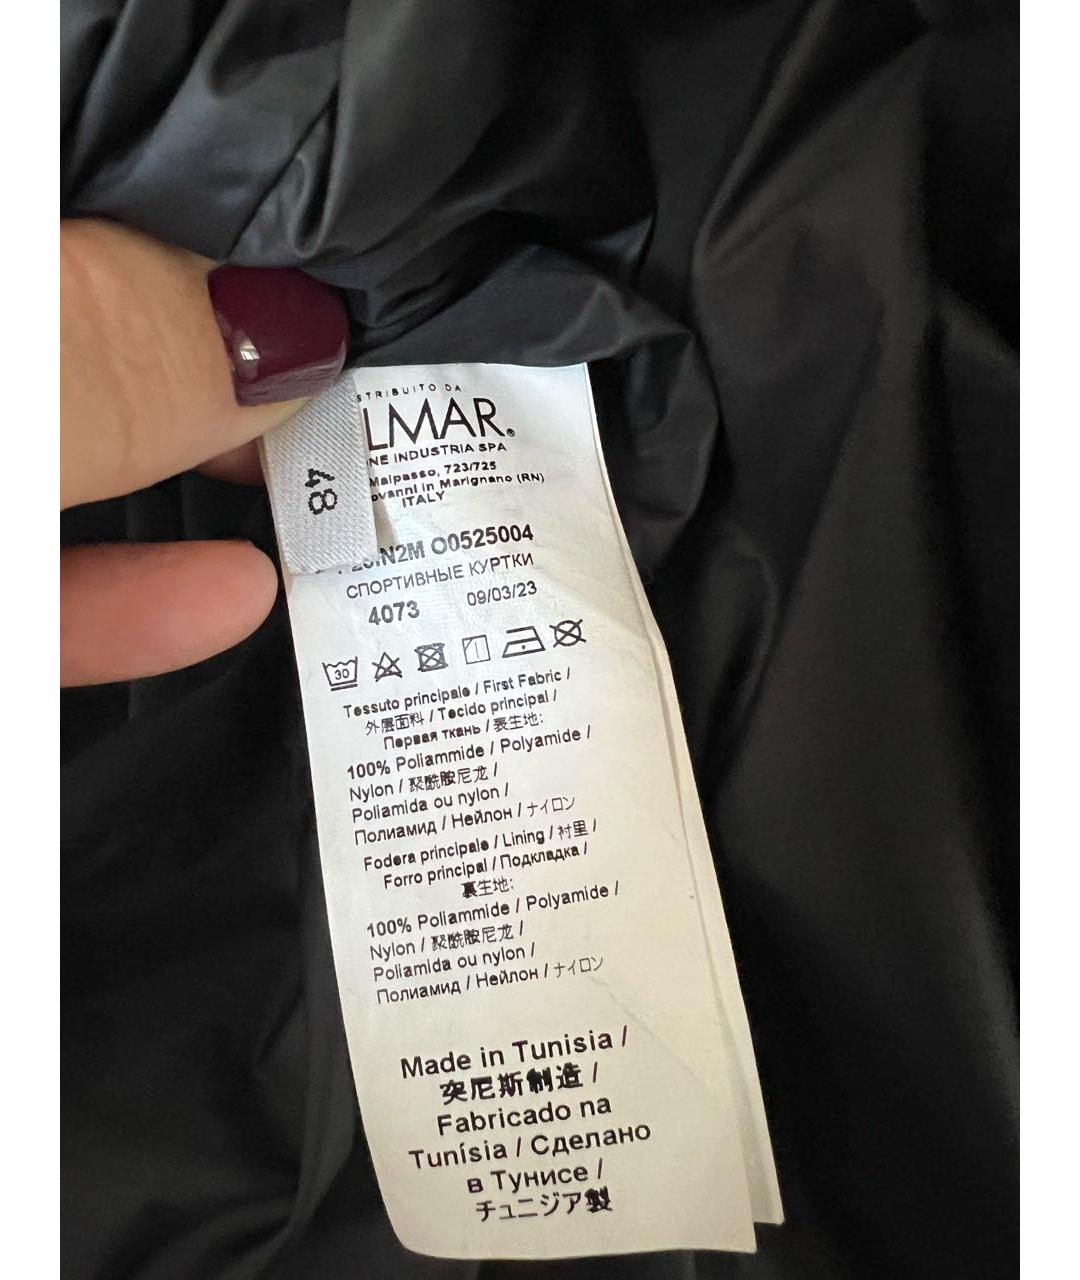 STRIBUITO DA
LMAR.
NE INDUSTRIA SPA
Malpasso, 723/725
ovanni in Marignano (RN)
ITALY
48
N2M O0525004
СПОРТИВНЫЕ КУРТКИ
4073 09/03/23
30
Tessuto principale / First Fabric /
外层面料 / Tecido principal /
Первая ткань / 表生地:
100% Poliammide / Polyamide /
Nylon / 聚酰胺尼龙 /
Poliamida ou nylon /
Полиамид / Нейлон / ナイロン
Fodera principale / Lining / 衬里 /
Forro principal / Подкладка /
裏生地:
100% Poliammide / Polyamide /
Nylon / 聚酰胺尼龙 /
Poliamida ou nylon /
Полиамид / Нейлон / ナイロン
Made in Tunisia /
突尼斯制造 /
Fabricado na
Tunísia / Сделано
в Тунисе /
チュニジア製